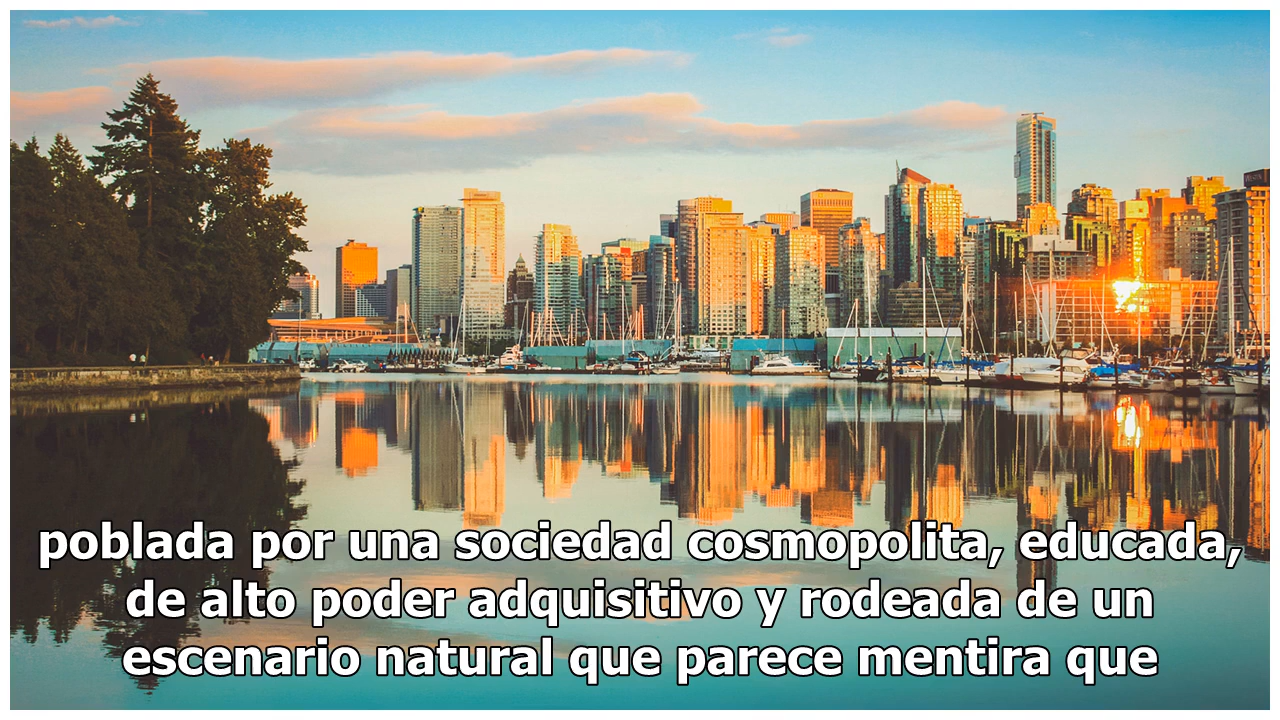 poblada por una sociedad cosmopolita, educada,
de alto poder adquisitivo y rodeada de un
escenario natural que parece mentira que